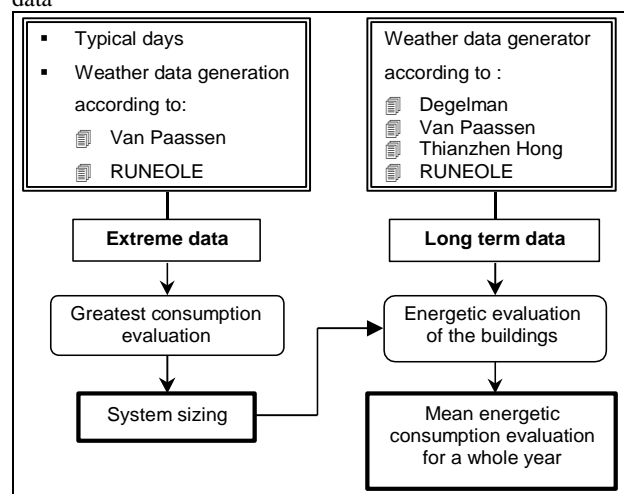 data
Typical days
Weather data generation
according to:
Van Paassen
RUNEOLE
Weather data generator
according to :
Degelman
Van Paassen
Thianzhen Hong
RUNEOLE
Extreme data
Long term data
Greatest consumption
evaluation
Energetic evaluation
of the buildings
System sizing
Mean energetic
consumption evaluation
for a whole year